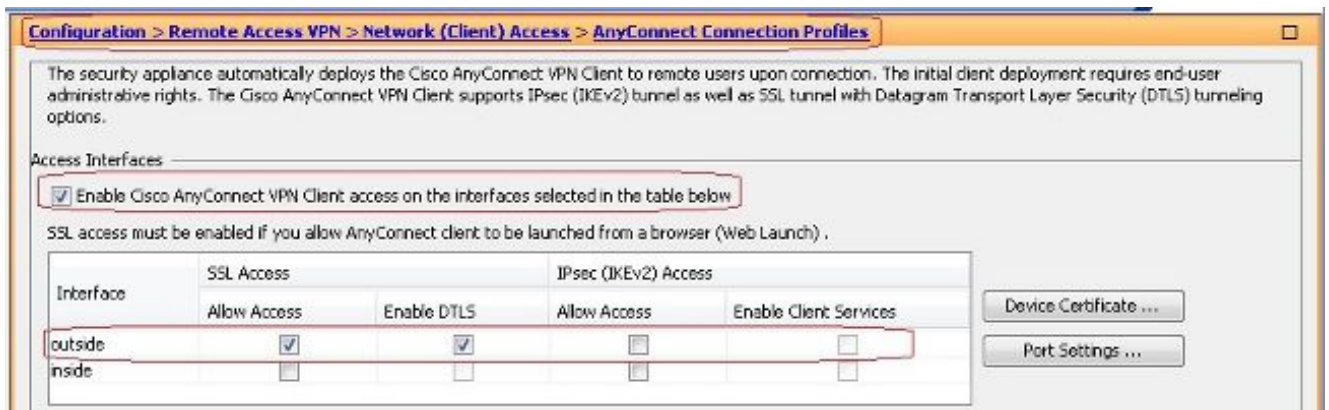 Configuration > Remote Access VPN > Network (Client) Access > AnyConnect Connection Profiles
The security appliance automatically deploys the Cisco AnyConnect VPN Client to remote users upon connection. The initial client deployment requires end-user
administrative rights. The Cisco AnyConnect VPN Client supports IPsec (IKEv2) tunnel as well as SSL tunnel with Datagram Transport Layer Security (DTLS) tunneling
options.
Access Interfaces
Enable Cisco AnyConnect VPN Client access on the interfaces selected in the table below
SSL access must be enabled if you allow AnyConnect client to be launched from a browser (Web Launch) .
Interface
SSL Access
IPsec (IKEv2) Access
Allow Access
Enable DTLS
Allow Access
Enable Client Services
outside
inside
Device Certificate ...
Port Settings ...